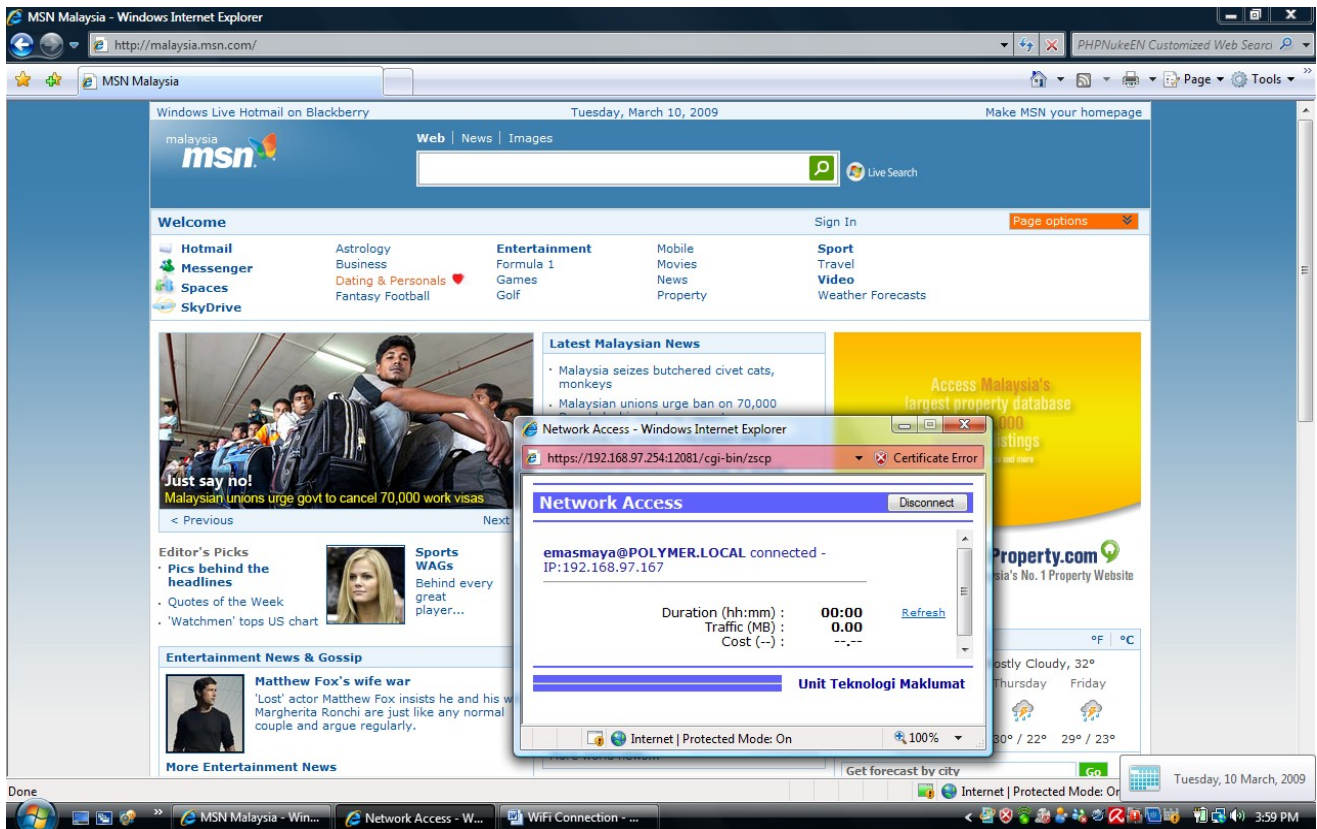 MSN Malaysia - Windows Internet Explorer
http://malaysia.msn.com/
PHPNukeEN Customized Web Searc
MSN Malaysia
Page Tools
Windows Live Hotmail on Blackberry Tuesday, March 10, 2009 Make MSN your homepage
malaysia
msn
Web News Images
Live Search
Welcome Sign In Page options
Hotmail Astrology Entertainment Mobile Sport
Messenger Business Formula 1 Movies Travel
Spaces Dating & Personals Games News Video
SkyDrive Fantasy Football Golf Property Weather Forecasts
Just say no!
Malaysian unions urge govt to cancel 70,000 work visas
< Previous Next
Latest Malaysian News
· Malaysia seizes butchered civet cats,
monkeys
· Malaysian unions urge ban on 70,000
Access Malaysia's
largest property database
000
listings
and more
Property.com
sia's No. 1 Property Website
Editor's Picks
· Pics behind the
headlines
· Quotes of the Week
· 'Watchmen' tops US chart
Sports
WAGs
Behind every
great
player...
Entertainment News & Gossip
Matthew Fox's wife war
'Lost' actor Matthew Fox insists he and his w
Margherita Ronchi are just like any normal
couple and argue regularly.
More Entertainment News
Network Access - Windows Internet Explorer
https://192.168.97.254:12081/cgi-bin/zscp Certificate Error
Network Access Disconnect
emasmaya@POLYMER.LOCAL connected -
IP:192.168.97.167
Duration (hh:mm) : 00:00 Refresh
Traffic (MB) : 0.00
Cost (--) : --.--
Unit Teknologi Maklumat
Internet | Protected Mode: On 100%
°F °C
ostly Cloudy, 32°
Thursday Friday
30° / 22° 29° / 23°
Get forecast by city Go
Done Internet | Protected Mode: Or
Tuesday, 10 March, 2009
MSN Malaysia - Win... Network Access - W... WiFi Connection - ... 3:59 PM